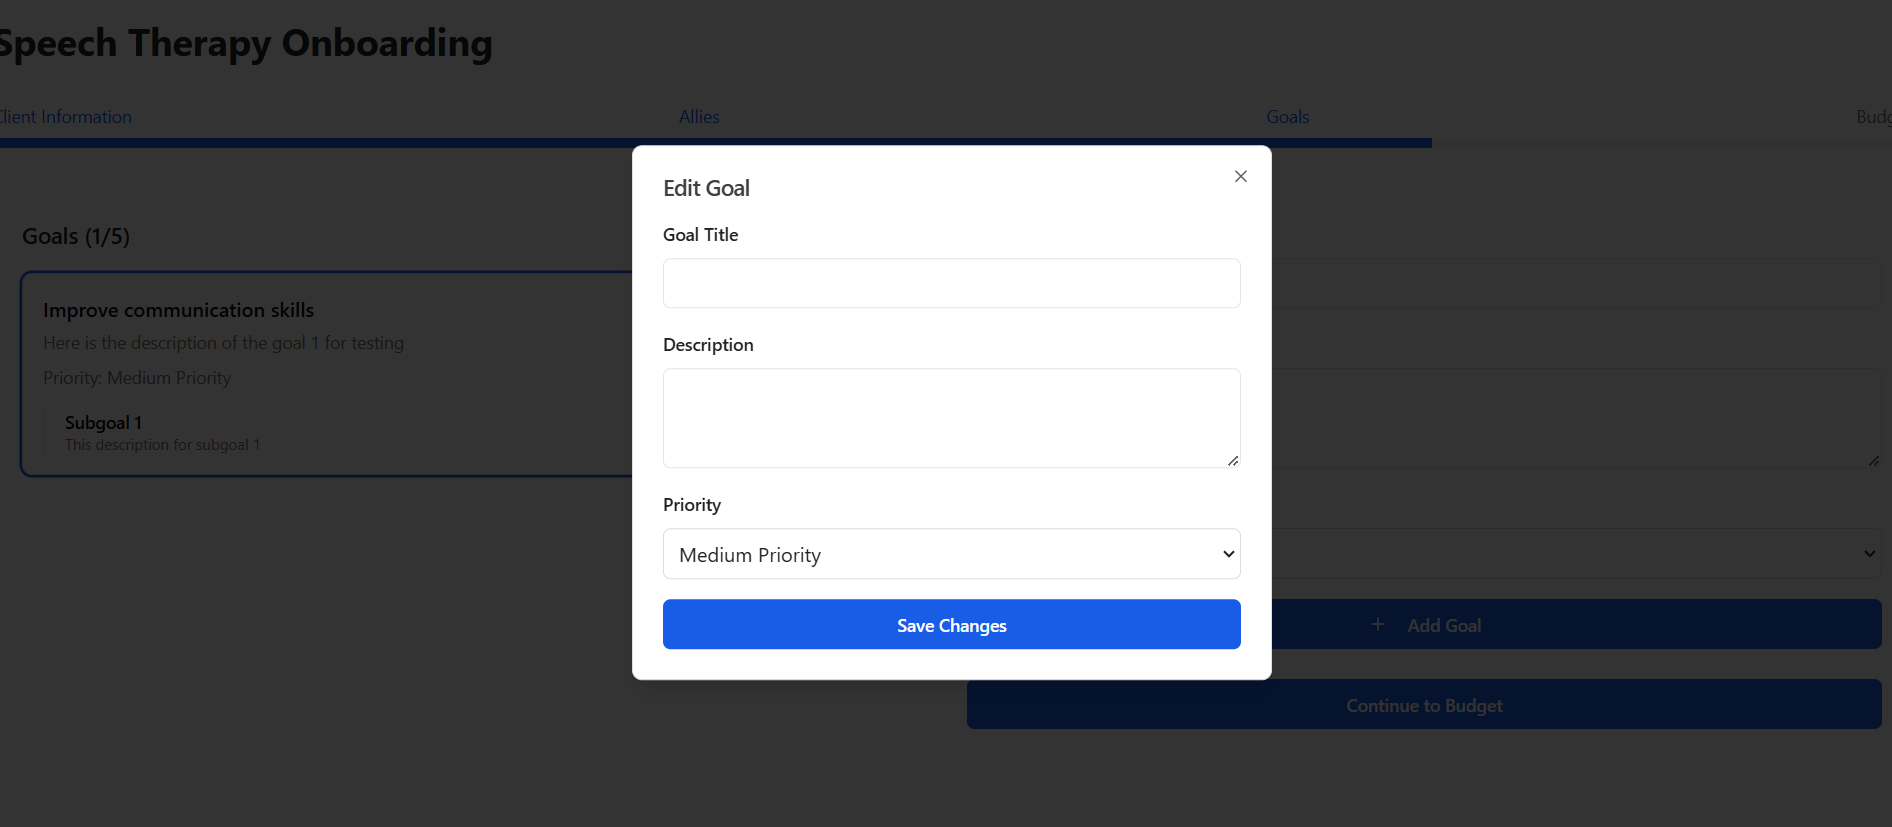 Speech Therapy Onboarding
Client Information
Allies
Goals
Budg
Edit Goal
Goal Title
Goals (1/5)
Improve communication skills
Here is the description of the goal 1 for testing
Priority: Medium Priority
Subgoal 1
This description for subgoal 1
Description
Priority
Medium Priority
Save Changes
Add Goal
Continue to Budget